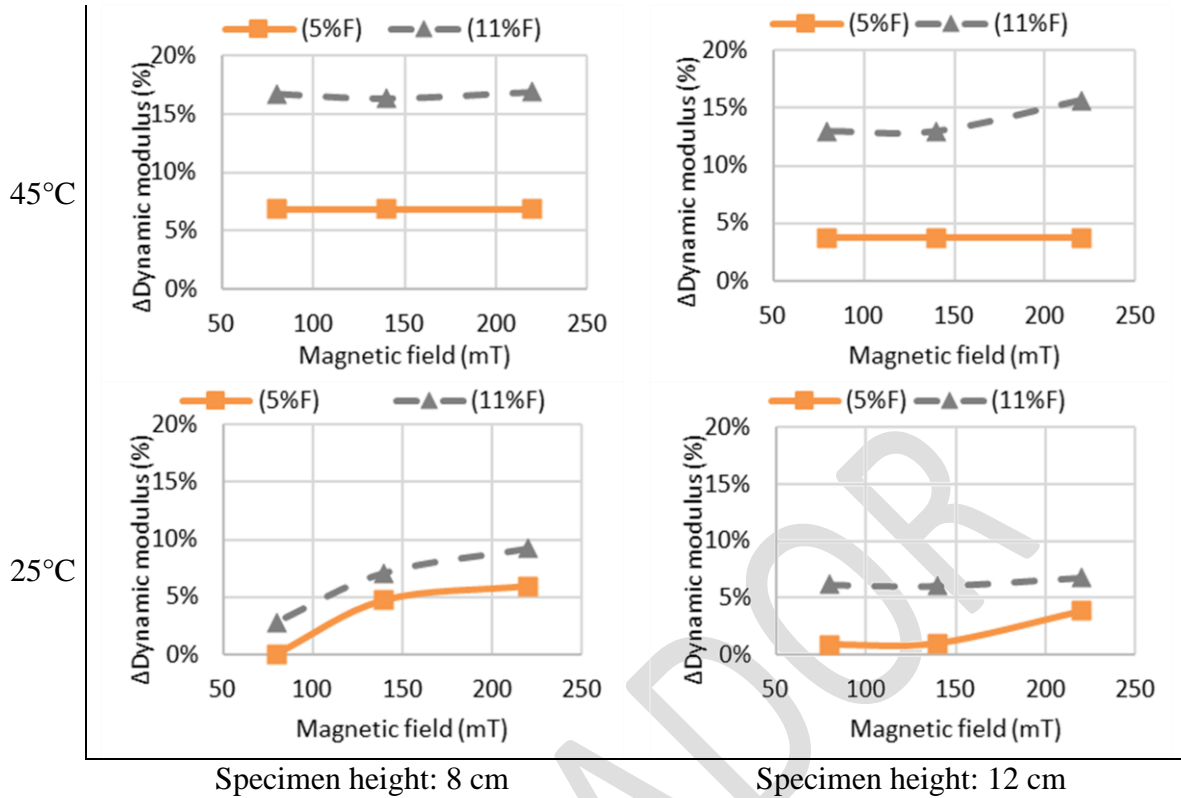 45°C
(5%F) (11%F)
ΔDynamic modulus (%)
20%
15%
10%
5%
0%
50 100 150 200 250
Magnetic field (mT)
(5%F) (11%F)
ΔDynamic modulus (%)
20%
15%
10%
5%
0%
50 100 150 200 250
Magnetic field (mT)
25°C
(5%F) (11%F)
ΔDynamic modulus (%)
20%
15%
10%
5%
0%
50 100 150 200 250
Magnetic field (mT)
(5%F) (11%F)
ΔDynamic modulus (%)
20%
15%
10%
5%
0%
50 100 150 200 250
Magnetic field (mT)
Specimen height: 8 cm
Specimen height: 12 cm
ADOR